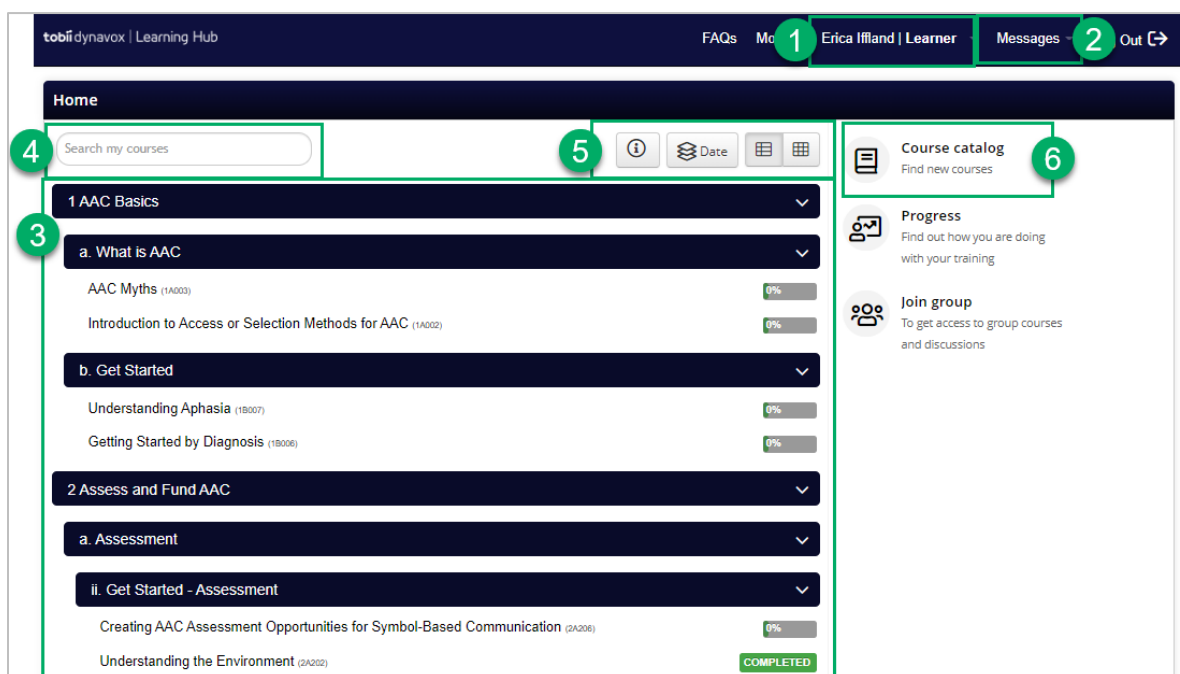 tobii dynavox | Learning Hub
FAQs Mo 1 Erica Iffland | Learner Messages 2 Out
Home
4 Search my courses 5 Date
Course catalog
Find new courses
6
3
1 AAC Basics
a. What is AAC
AAC Myths (1A003) 0%
Introduction to Access or Selection Methods for AAC (1A002) 0%
b. Get Started
Understanding Aphasia (1B007) 0%
Getting Started by Diagnosis (1B006) 0%
2 Assess and Fund AAC
a. Assessment
ii. Get Started - Assessment
Creating AAC Assessment Opportunities for Symbol-Based Communication (2A206) 0%
Understanding the Environment (2A202) COMPLETED
Progress
Find out how you are doing
with your training
Join group
To get access to group courses
and discussions